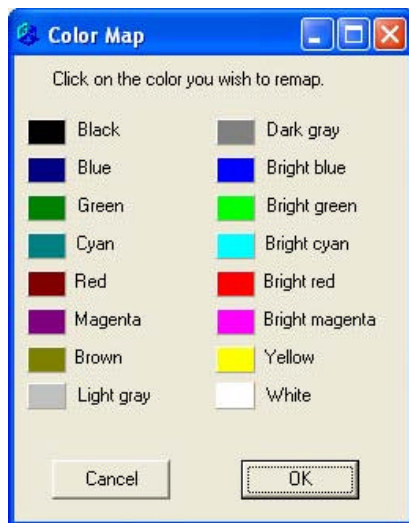 Color Map
Click on the color you wish to remap.
Black
Dark gray
Blue
Bright blue
Green
Bright green
Cyan
Bright cyan
Red
Bright red
Magenta
Bright magenta
Brown
Yellow
Light gray
White
Cancel
OK